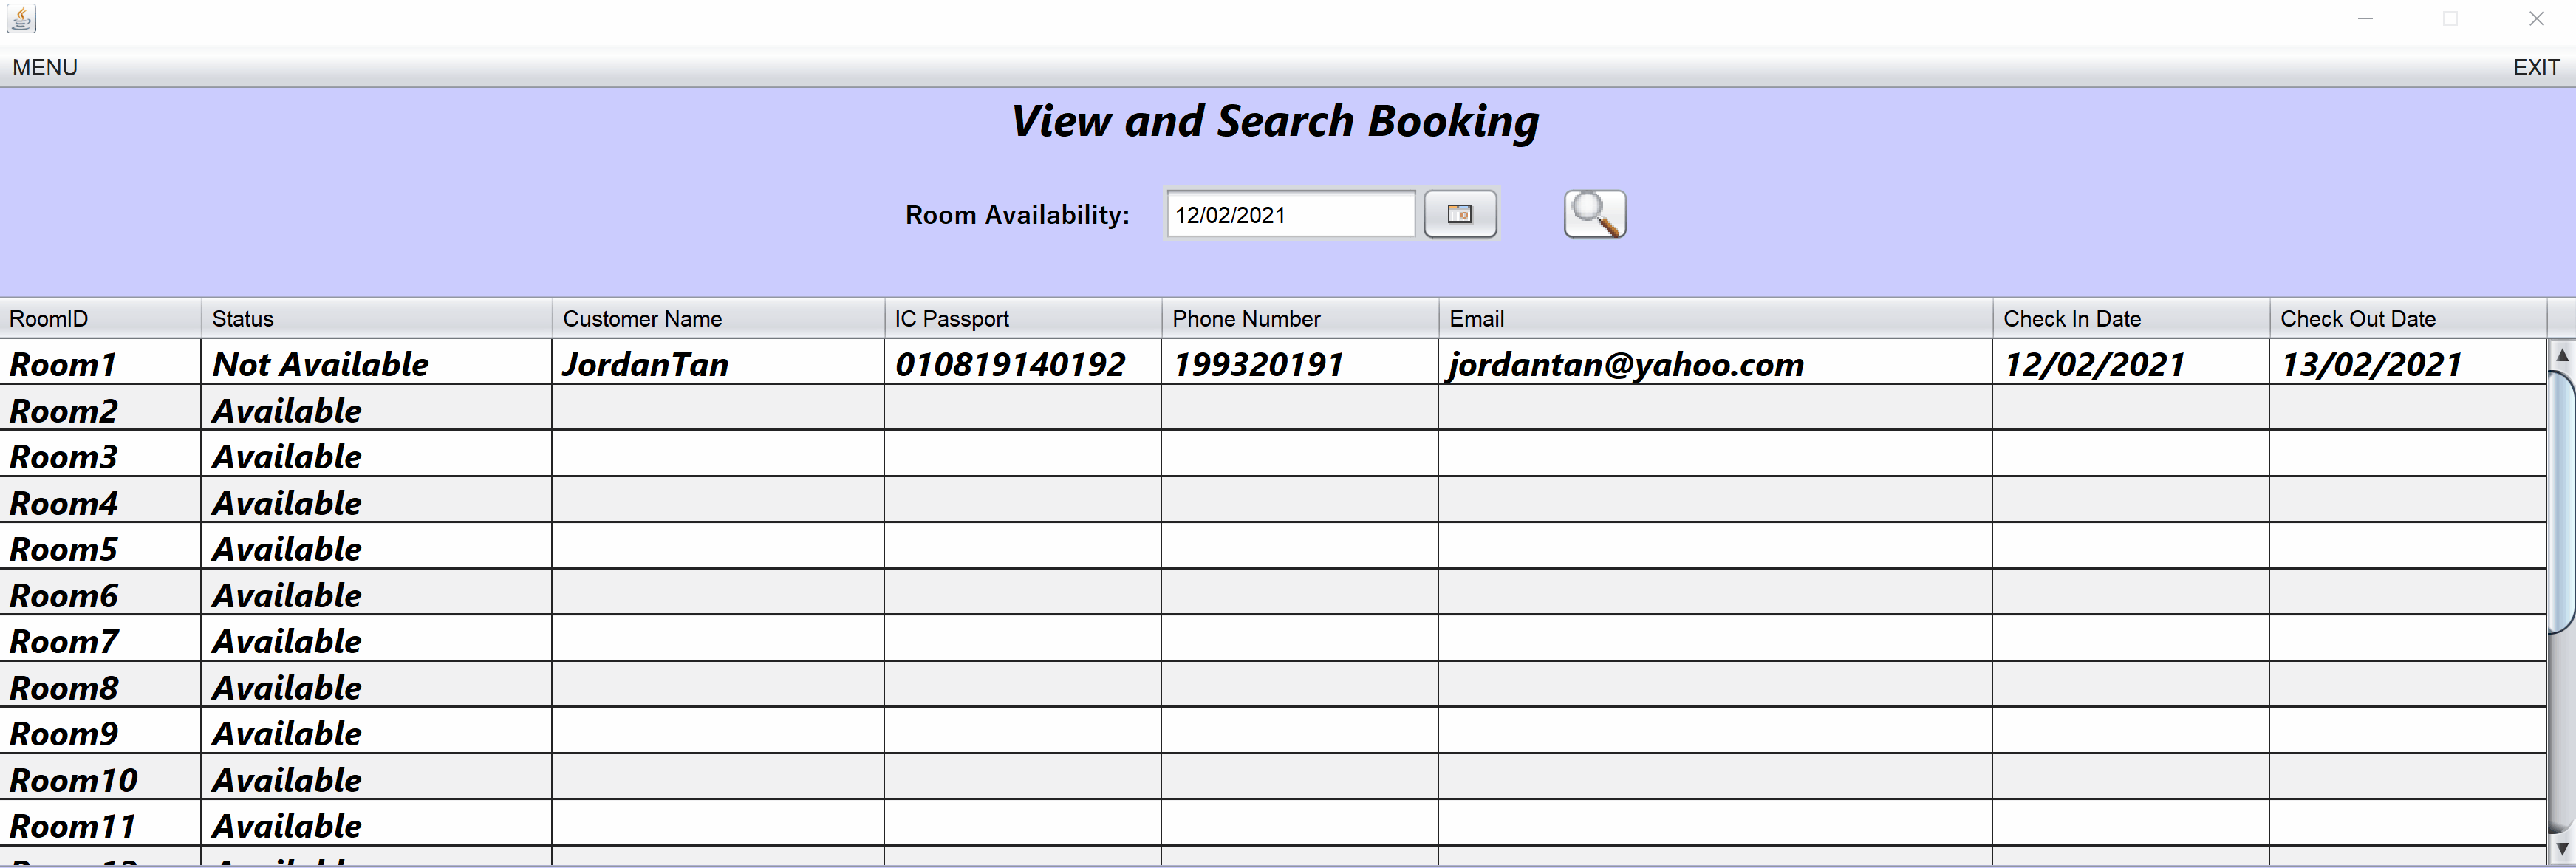 MENU EXIT
View and Search Booking
Room Availability: 12/02/2021
RoomID Status Customer Name IC Passport Phone Number Email Check In Date Check Out Date
Room1 Not Available JordanTan 010819140192 199320191 jordantan@yahoo.com 12/02/2021 13/02/2021
Room2 Available
Room3 Available
Room4 Available
Room5 Available
Room6 Available
Room7 Available
Room8 Available
Room9 Available
Room10 Available
Room11 Available